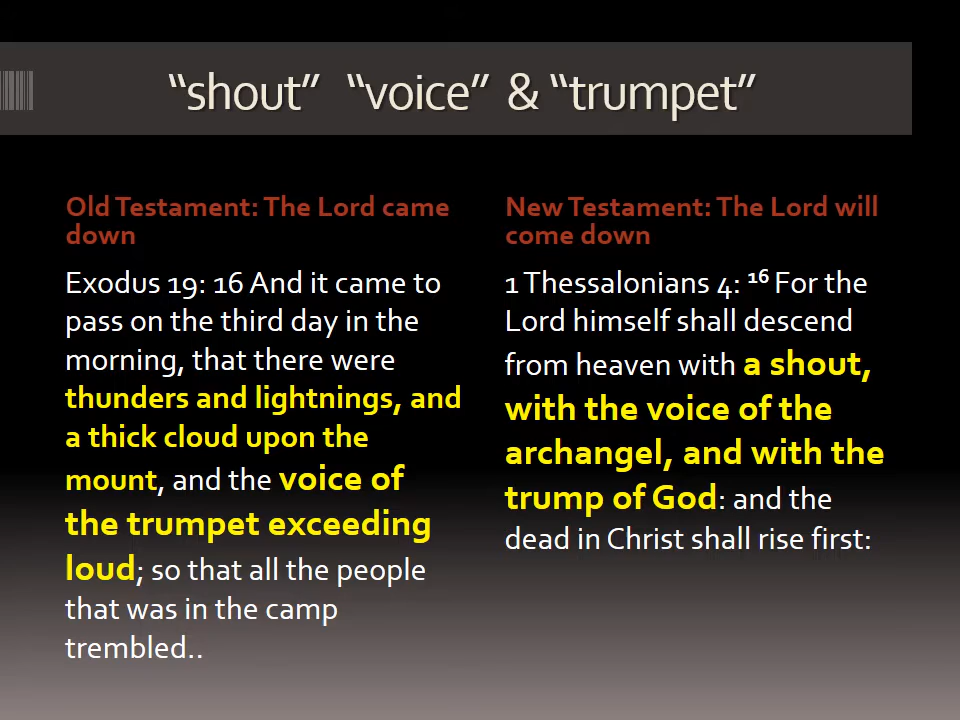 “shout”  “voice” & “trumpet”
Old Testament: The Lord came
down
Exodus 19: 16 And it came to
pass on the third day in the
morning, that there were
thunders and lightnings, and
a thick cloud upon the
mount, and the voice of
the trumpet exceeding
loud; so that all the people
that was in the camp
trembled..
New Testament: The Lord will
come down
1 Thessalonians 4: 16 For the
Lord himself shall descend
from heaven with a shout,
with the voice of the
archangel, and with the
trump of God: and the
dead in Christ shall rise first: